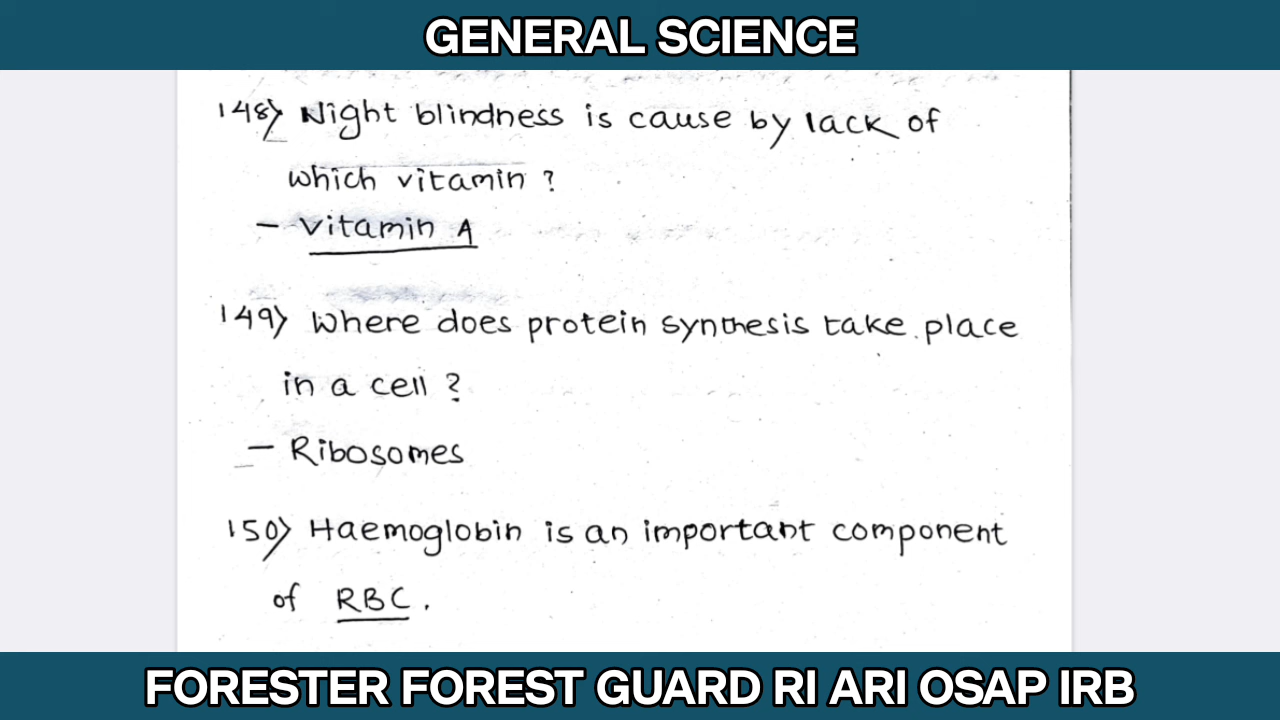 GENERAL SCIENCE
148) Night blindness is cause by lack of
which vitamin ?
- Vitamin A
149) Where does protein synthesis take place
in a cell ?
- Ribosomes
150) Haemoglobin is an important component
of RBC.
FORESTER FOREST GUARD RI ARI OSAP IRB